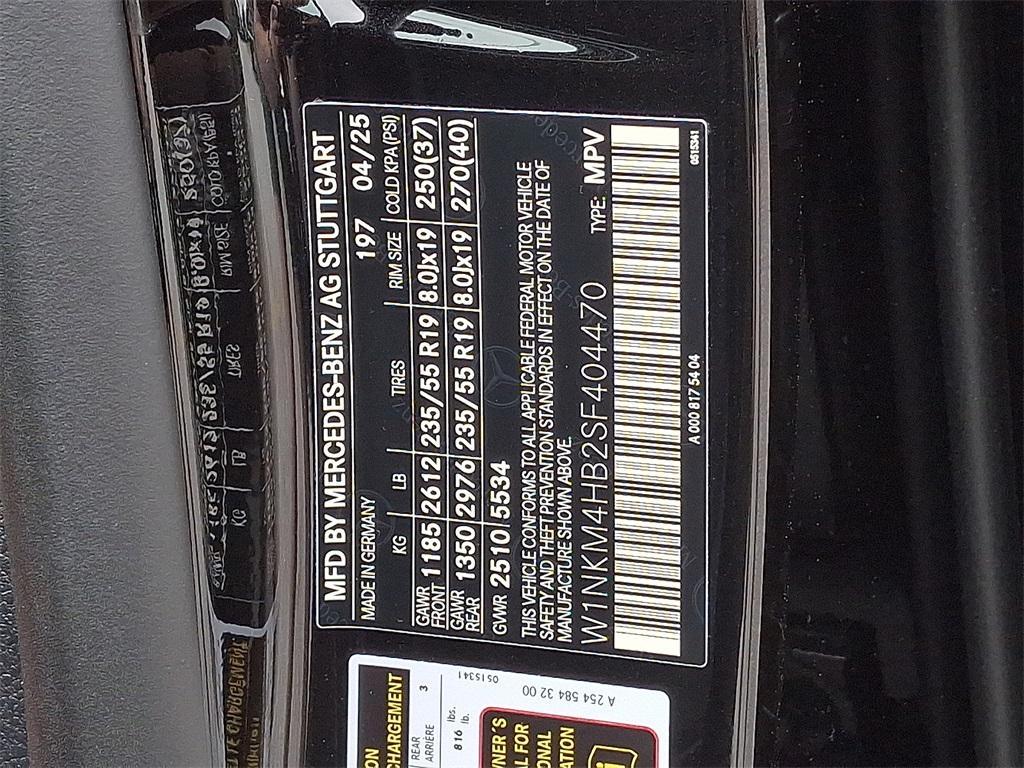 MFD BY MERCEDES-BENZ AG STUTTGART
MADE IN GERMANY 197 04/25
KG LB TIRES RIM SIZE COLD KPA(PSI)
GAWR FRONT 1185 2612 235/55 R19 8.0Jx19 250(37)
GAWR REAR 1350 2976 235/55 R19 8.0Jx19 270(40)
GVWR 2510 5534
THIS VEHICLE CONFORMS TO ALL APPLICABLE FEDERAL MOTOR VEHICLE
SAFETY AND THEFT PREVENTION STANDARDS IN EFFECT ON THE DATE OF
MANUFACTURE SHOWN ABOVE.
W1NKM4HB2SF404470 TYPE: MPV
A 000 817 54 04
0515341
CHARGEMENT
REAR
ARRIÈRE 3
816 lb.
lbs.
0515341
A 254 584 32 00